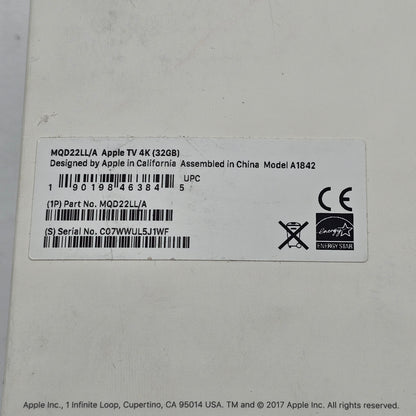 MQD22LL/A Apple TV 4K (32GB)
Designed by Apple in California Assembled in China Model A1842
UPC
1 90198 46384 5
(1P) Part No. MQD22LL/A
(S) Serial No. C07WWUL5J1WF
CE
energy
ENERGY STAR
Apple Inc., 1 Infinite Loop, Cupertino, CA 95014 USA. TM and © 2017 Apple Inc. All rights reserved.